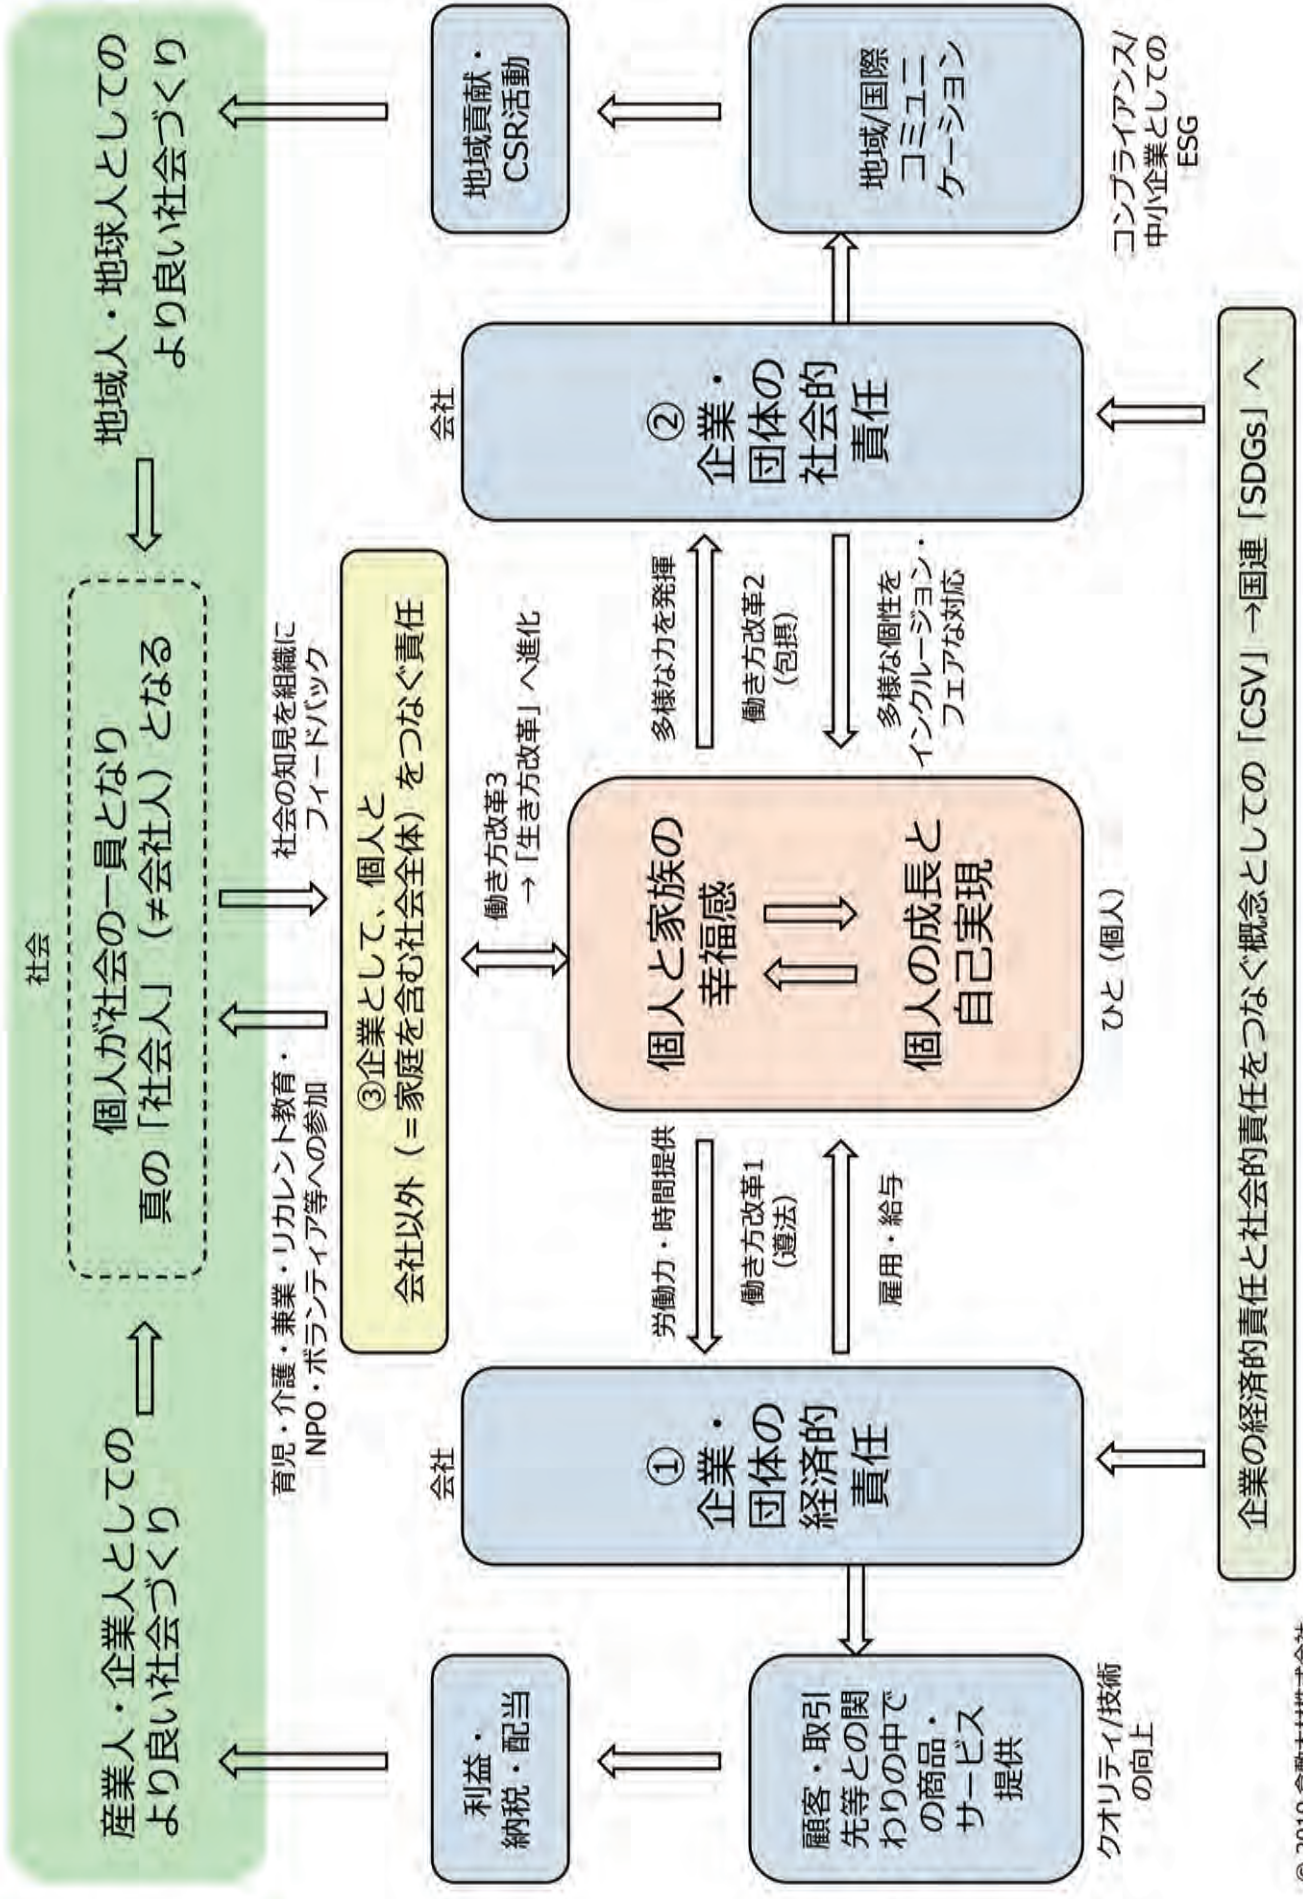 社会
産業人・企業人としての
より良い社会づくり
個人が社会の一員となり
真の「社会人」（≠会社人）となる
地域人・地球人としての
より良い社会づくり
育児・介護・兼業・リカレント教育・
NPO・ボランティア等への参加
社会の知見を組織に
フィードバック
③企業として、個人と
会社以外（＝家庭を含む社会全体）をつなぐ責任
利益・
納税・配当
顧客・取引
先等との関
わりの中で
の商品・
サービス
提供
クオリティ/技術
の向上
会社
①
企業・
団体の
経済的
責任
労働力・時間提供
働き方改革1
（遵法）
雇用・給与
働き方改革3
→「生き方改革」へ進化
個人と家族の
幸福感
個人の成長と
自己実現
ひと（個人）
多様な力を発揮
働き方改革2
（包摂）
多様な個性を
インクルージョン・
フェアな対応
会社
②
企業・
団体の
社会的
責任
地域貢献・
CSR活動
地域/国際
コミュニ
ケーション
コンプライアンス/
中小企業としての
ESG
企業の経済的責任と社会的責任をつなぐ概念としての「CSV」→国連「SDGs」へ
© 2019